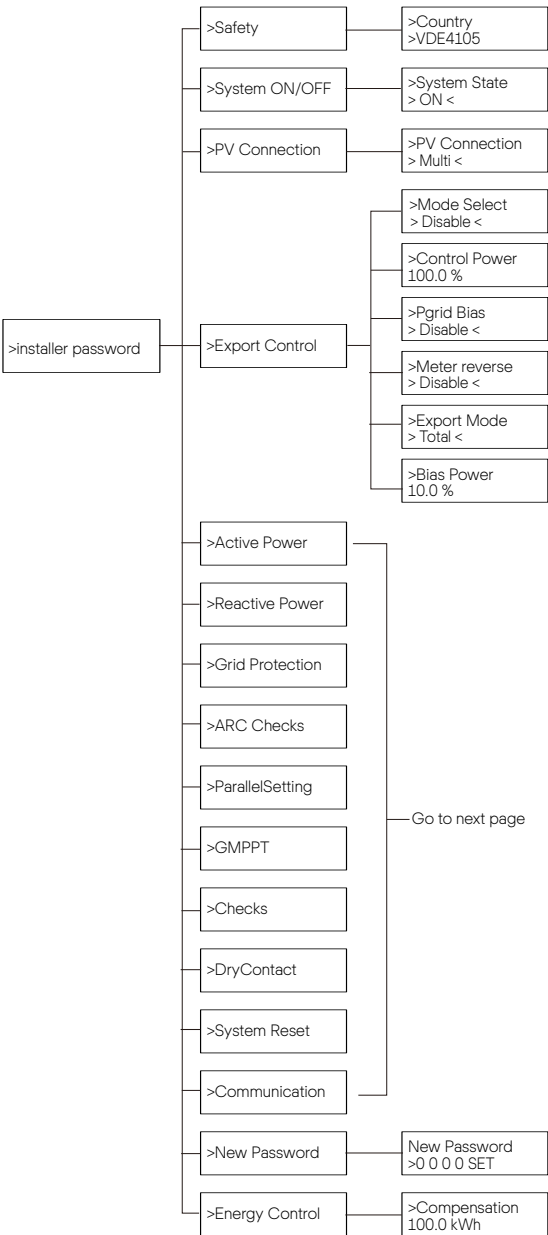 >installer password
>Safety
>Country
>VDE4105
>System ON/OFF
>System State
> ON <
>PV Connection
>PV Connection
> Multi <
>Export Control
>Mode Select
> Disable <
>Control Power
100.0 %
>Pgrid Bias
> Disable <
>Meter reverse
> Disable <
>Export Mode
> Total <
>Bias Power
10.0 %
>Active Power
>Reactive Power
>Grid Protection
>ARC Checks
>ParallelSetting
>GMPPT
>Checks
>DryContact
>System Reset
>Communication
Go to next page
>New Password
New Password
>0 0 0 0 SET
>Energy Control
>Compensation
100.0 kWh